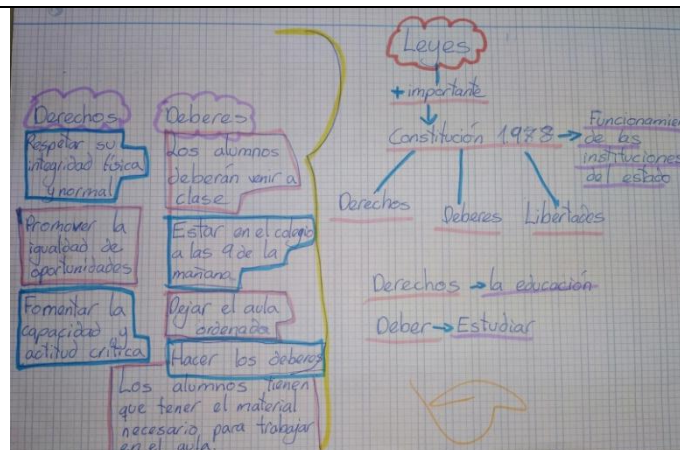 Derechos
Respetar su
integridad física
y normal
Promover la
igualdad de
oportunidades
Fomentar la
capacidad y
actitud crítica
Deberes
Los alumnos
deberán venir a
clase
Estar en el colegio
a las 9 de la
mañana
Dejar el aula
ordenada
Hacer los deberes
Los alumnos tienen
que tener el material
necesario para trabajar
en el aula.
Leyes
+ importante
Constitución 1978 →
Funcionamie
de las
instituciones
del estado
Derechos
Deberes
Libertades
Derechos → la educación
Deber → Estudiar